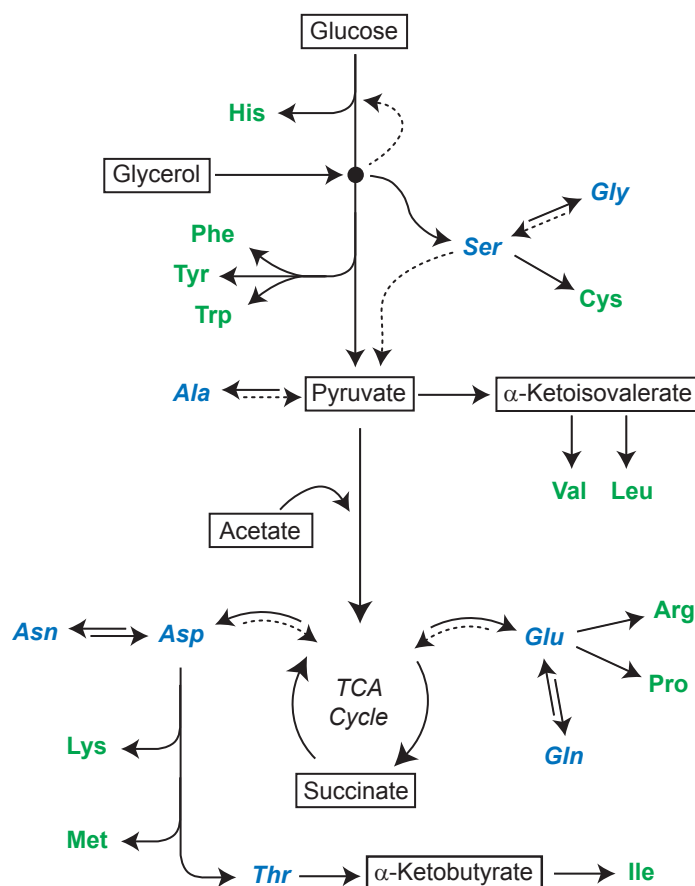 Glucose
His
Glycerol
Gly
Phe
Ser
Tyr
Cys
Trp
Ala
Pyruvate
α-Ketoisovalerate
Val
Leu
Acetate
Arg
Asn
Asp
Glu
TCA
Cycle
Pro
Lys
Gln
Succinate
Met
Thr
α-Ketobutyrate
Ile